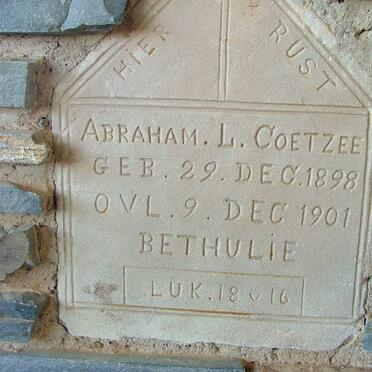 HIER RUST
ABRAHAM. L. COETZEE
GEB. 29. DEC. 1898
OVL. 9. DEC 1901
BETHULIE
LUK. 18 v 16